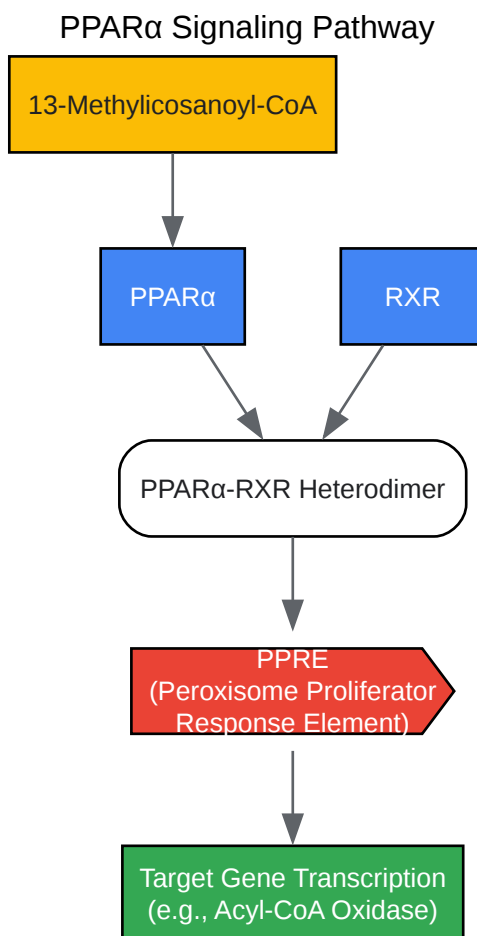 PPARα Signaling Pathway
13-Methylicosanoyl-CoA
PPARα
RXR
PPARα-RXR Heterodimer
PPRE
(Peroxisome Proliferator
Response Element)
Target Gene Transcription
(e.g., Acyl-CoA Oxidase)